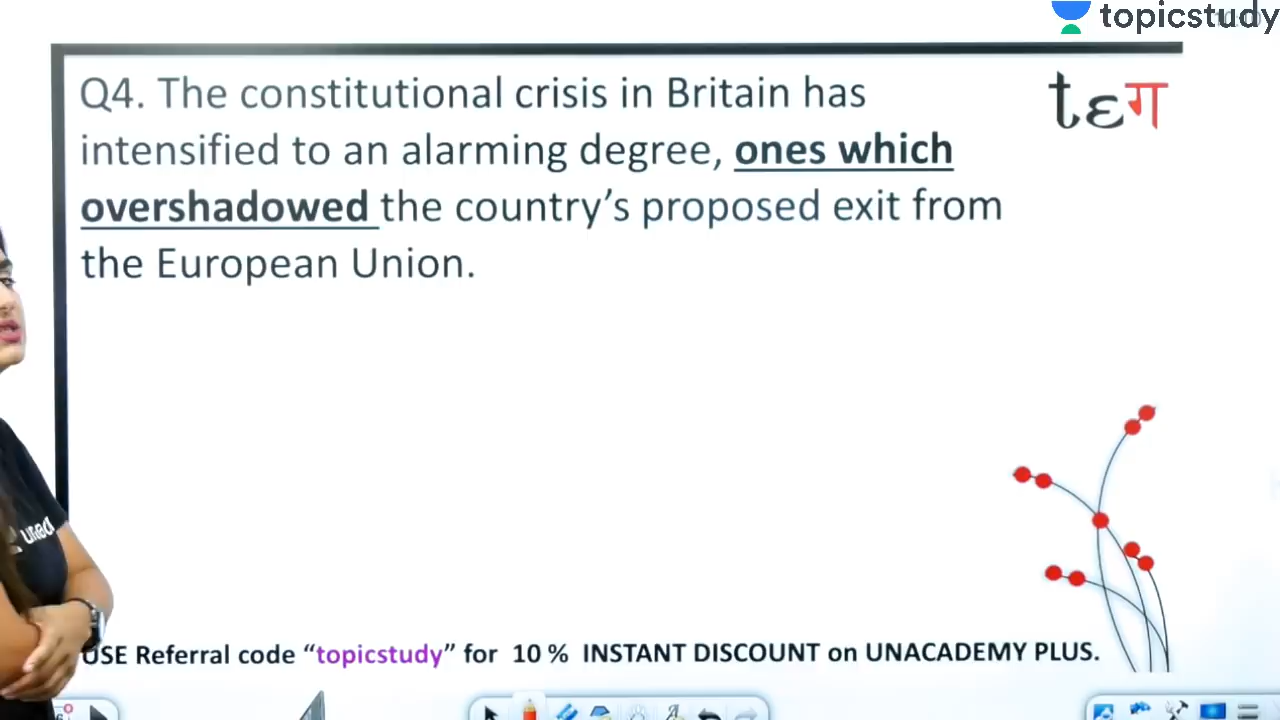 topicstudy
Q4. The constitutional crisis in Britain has
tεग
intensified to an alarming degree, ones which
overshadowed the country’s proposed exit from
the European Union.
unac
USE Referral code “topicstudy” for 10 % INSTANT DISCOUNT on UNACADEMY PLUS.